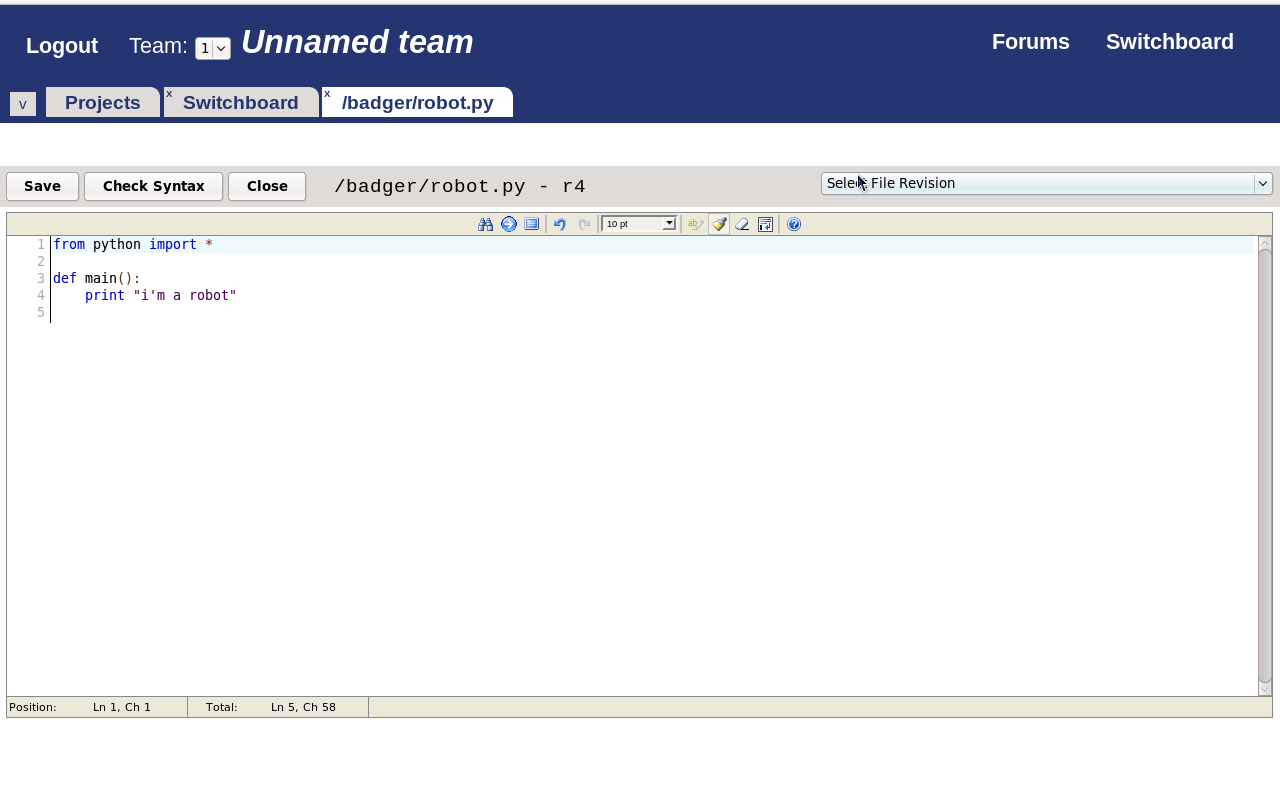 Logout Team: 1 Unnamed team Forums Switchboard
v Projects x Switchboard x /badger/robot.py
Save Check Syntax Close /badger/robot.py - r4 Select File Revision
10 pt ab
1 from python import *
2
3 def main():
4     print "i'm a robot"
5
Position: Ln 1, Ch 1 Total: Ln 5, Ch 58